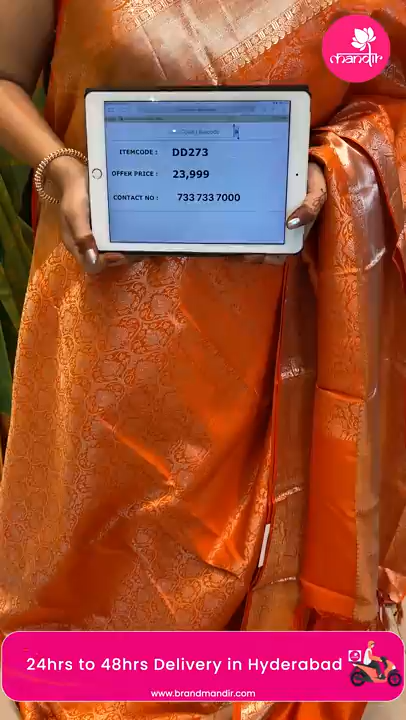 mandir
ITEMCODE : DD273
OFFER PRICE : 23,999
CONTACT NO : 733 733 7000
24hrs to 48hrs Delivery in Hyderabad
www.brandmandir.com